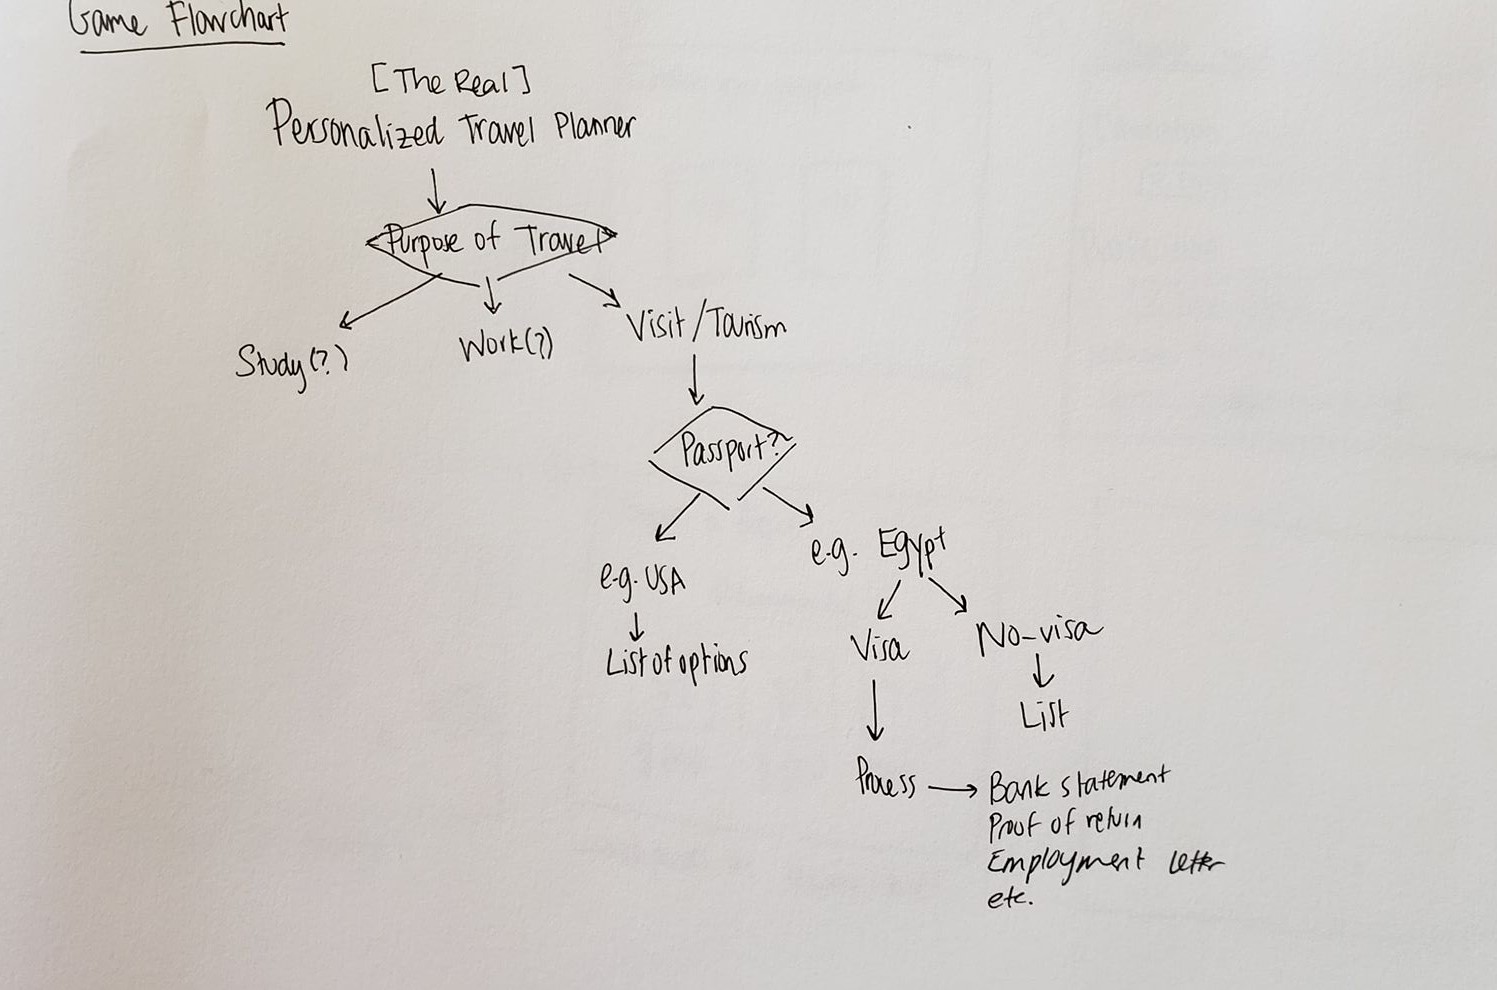 Game Flowchart
[The Real]
Personalized Travel Planner
Purpose of Travel
Study(?)
Work(?)
Visit/Tourism
Passport?
e.g. USA
e.g. Egypt
List of options
Visa
No-visa
List
Process
Bank statement
Proof of return
Employment letter
etc.